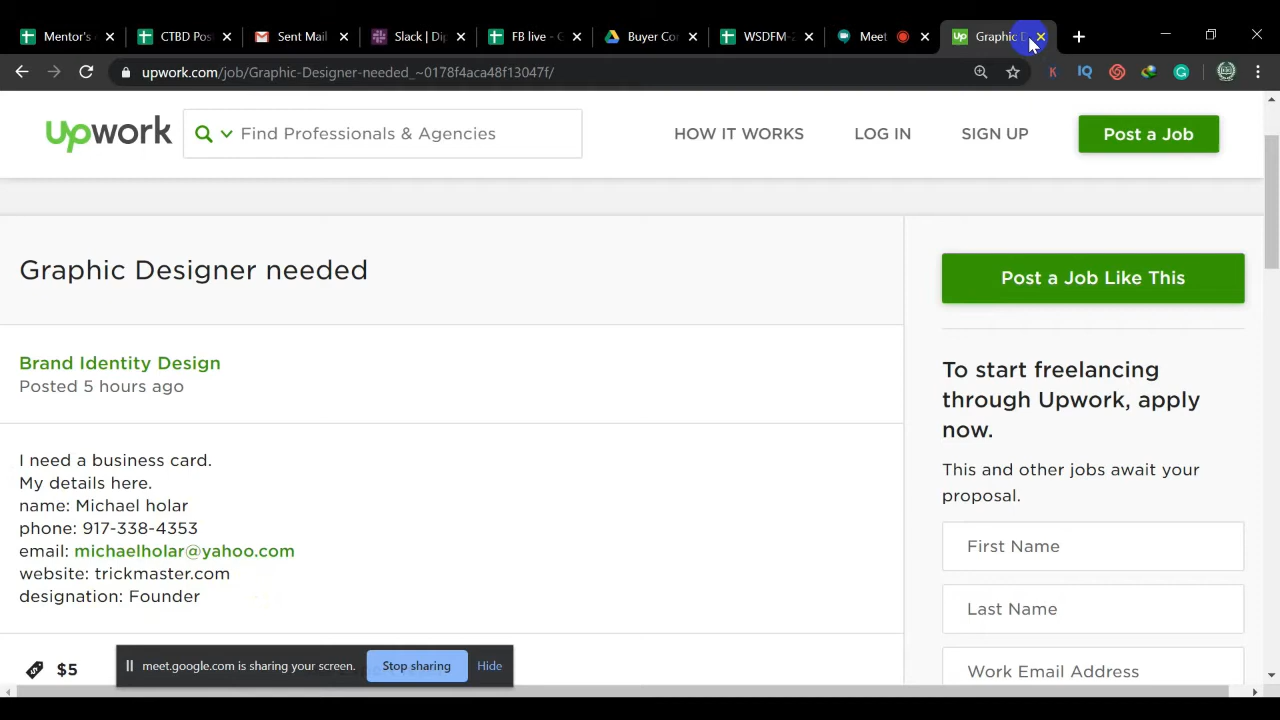 Mentor's
CTBD Pos
Sent Mail
Slack | Di
FB live - G
Buyer Con
WSDFM-2
Meet
Up
Graphic D
upwork.com/job/Graphic-Designer-needed_~0178f4aca48f13047f/
K
IQ
G
upwork
Find Professionals & Agencies
HOW IT WORKS
LOG IN
SIGN UP
Post a Job
Graphic Designer needed
Brand Identity Design
Posted 5 hours ago
I need a business card.
My details here.
name: Michael holar
phone: 917-338-4353
email: michaelholar@yahoo.com
website: trickmaster.com
designation: Founder
$5
meet.google.com is sharing your screen.
Stop sharing
Hide
Post a Job Like This
To start freelancing
through Upwork, apply
now.
This and other jobs await your
proposal.
First Name
Last Name
Work Email Address